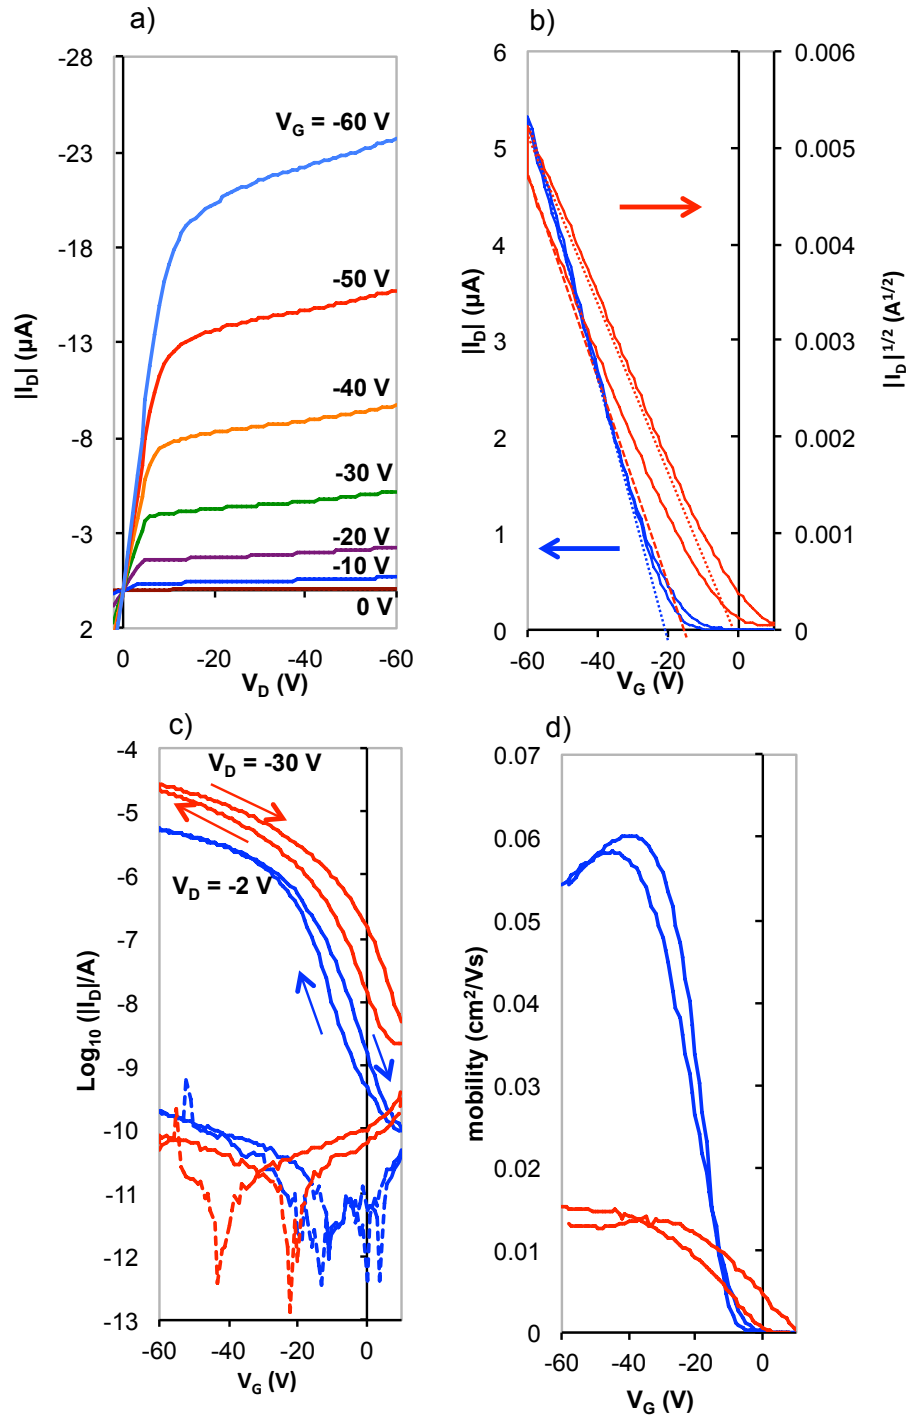 a)
-28
-23
-18
-13
-8
-3
2
|I_D| (µA)
V_G = -60 V
-50 V
-40 V
-30 V
-20 V
-10 V
0 V
0
-20
-40
-60
V_D (V)
b)
6
5
4
3
2
1
0
|I_D| (µA)
0.006
0.005
0.004
0.003
0.002
0.001
0
|I_D|^1/2 (A^1/2)
-60
-40
-20
0
V_G (V)
c)
-4
-5
-6
-7
-8
-9
-10
-11
-12
-13
Log_10 (|I_D|/A)
V_D = -30 V
V_D = -2 V
-60
-40
-20
0
V_G (V)
d)
0.07
0.06
0.05
0.04
0.03
0.02
0.01
0
mobility (cm²/Vs)
-60
-40
-20
0
V_G (V)